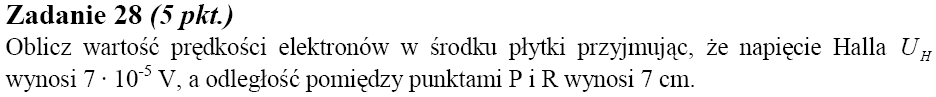 Zadanie 28 (5 pkt.)
Oblicz wartość prędkości elektronów w środku płytki przyjmując, że napięcie Halla U_H
wynosi 7 · 10⁻⁵ V, a odległość pomiędzy punktami P i R wynosi 7 cm.